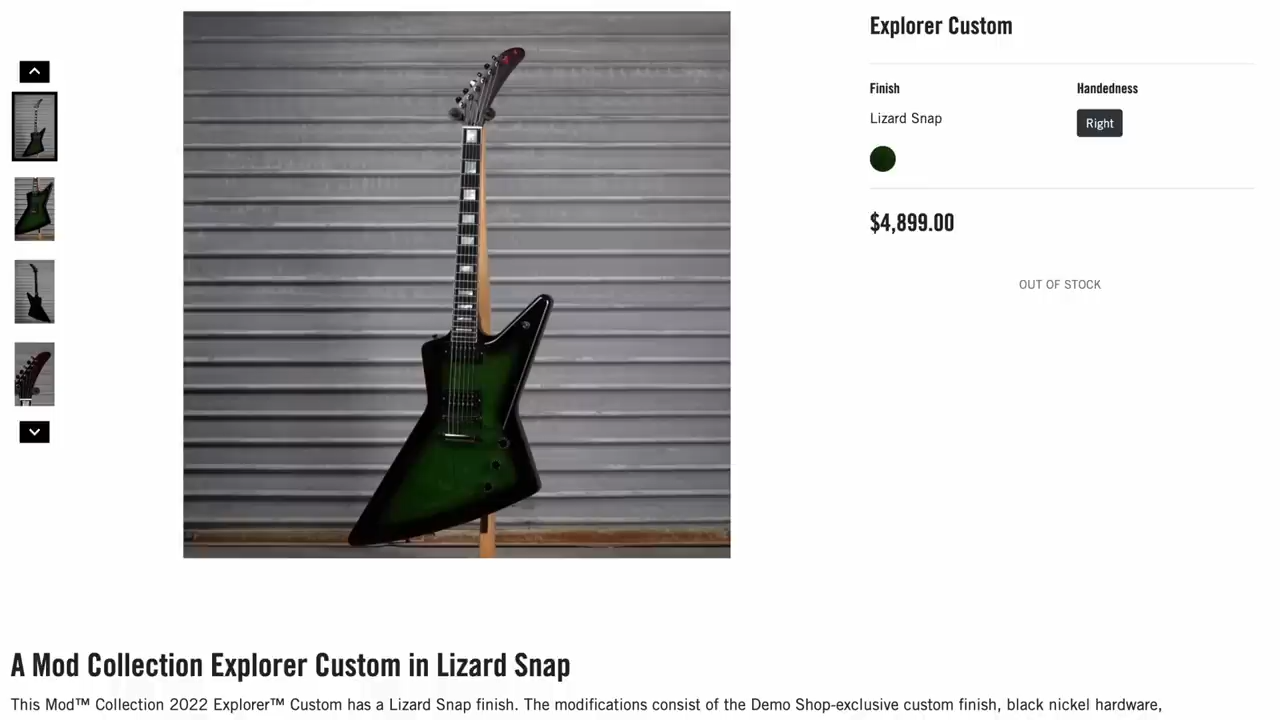 Explorer Custom
Finish
Handedness
Lizard Snap
Right
$4,899.00
OUT OF STOCK
A Mod Collection Explorer Custom in Lizard Snap
This Mod™ Collection 2022 Explorer™ Custom has a Lizard Snap finish. The modifications consist of the Demo Shop-exclusive custom finish, black nickel hardware,